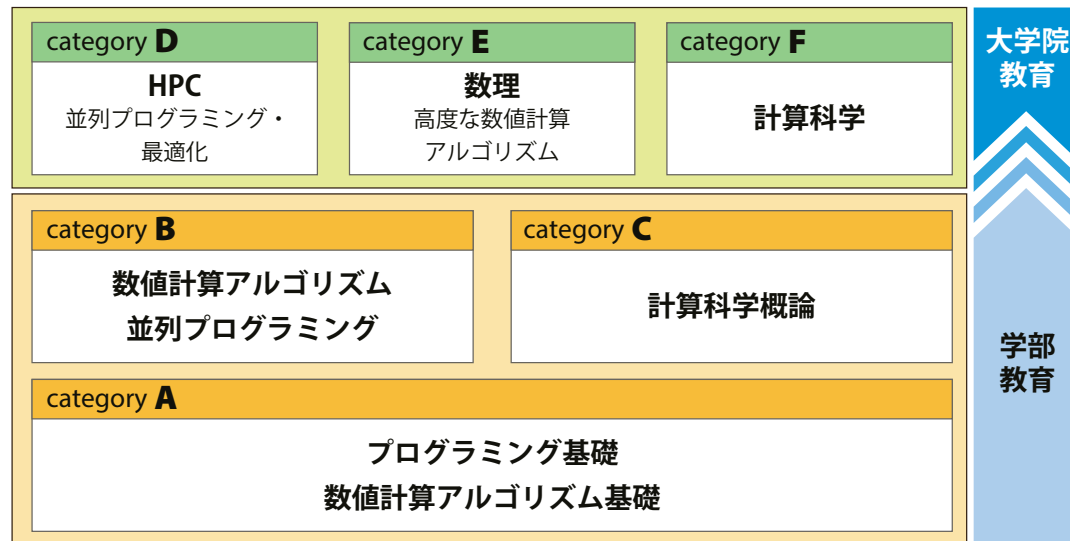 category D
HPC
並列プログラミング・
最適化
category E
数理
高度な数値計算
アルゴリズム
category F
計算科学
大学院
教育
category B
数値計算アルゴリズム
並列プログラミング
category C
計算科学概論
category A
プログラミング基礎
数値計算アルゴリズム基礎
学部
教育